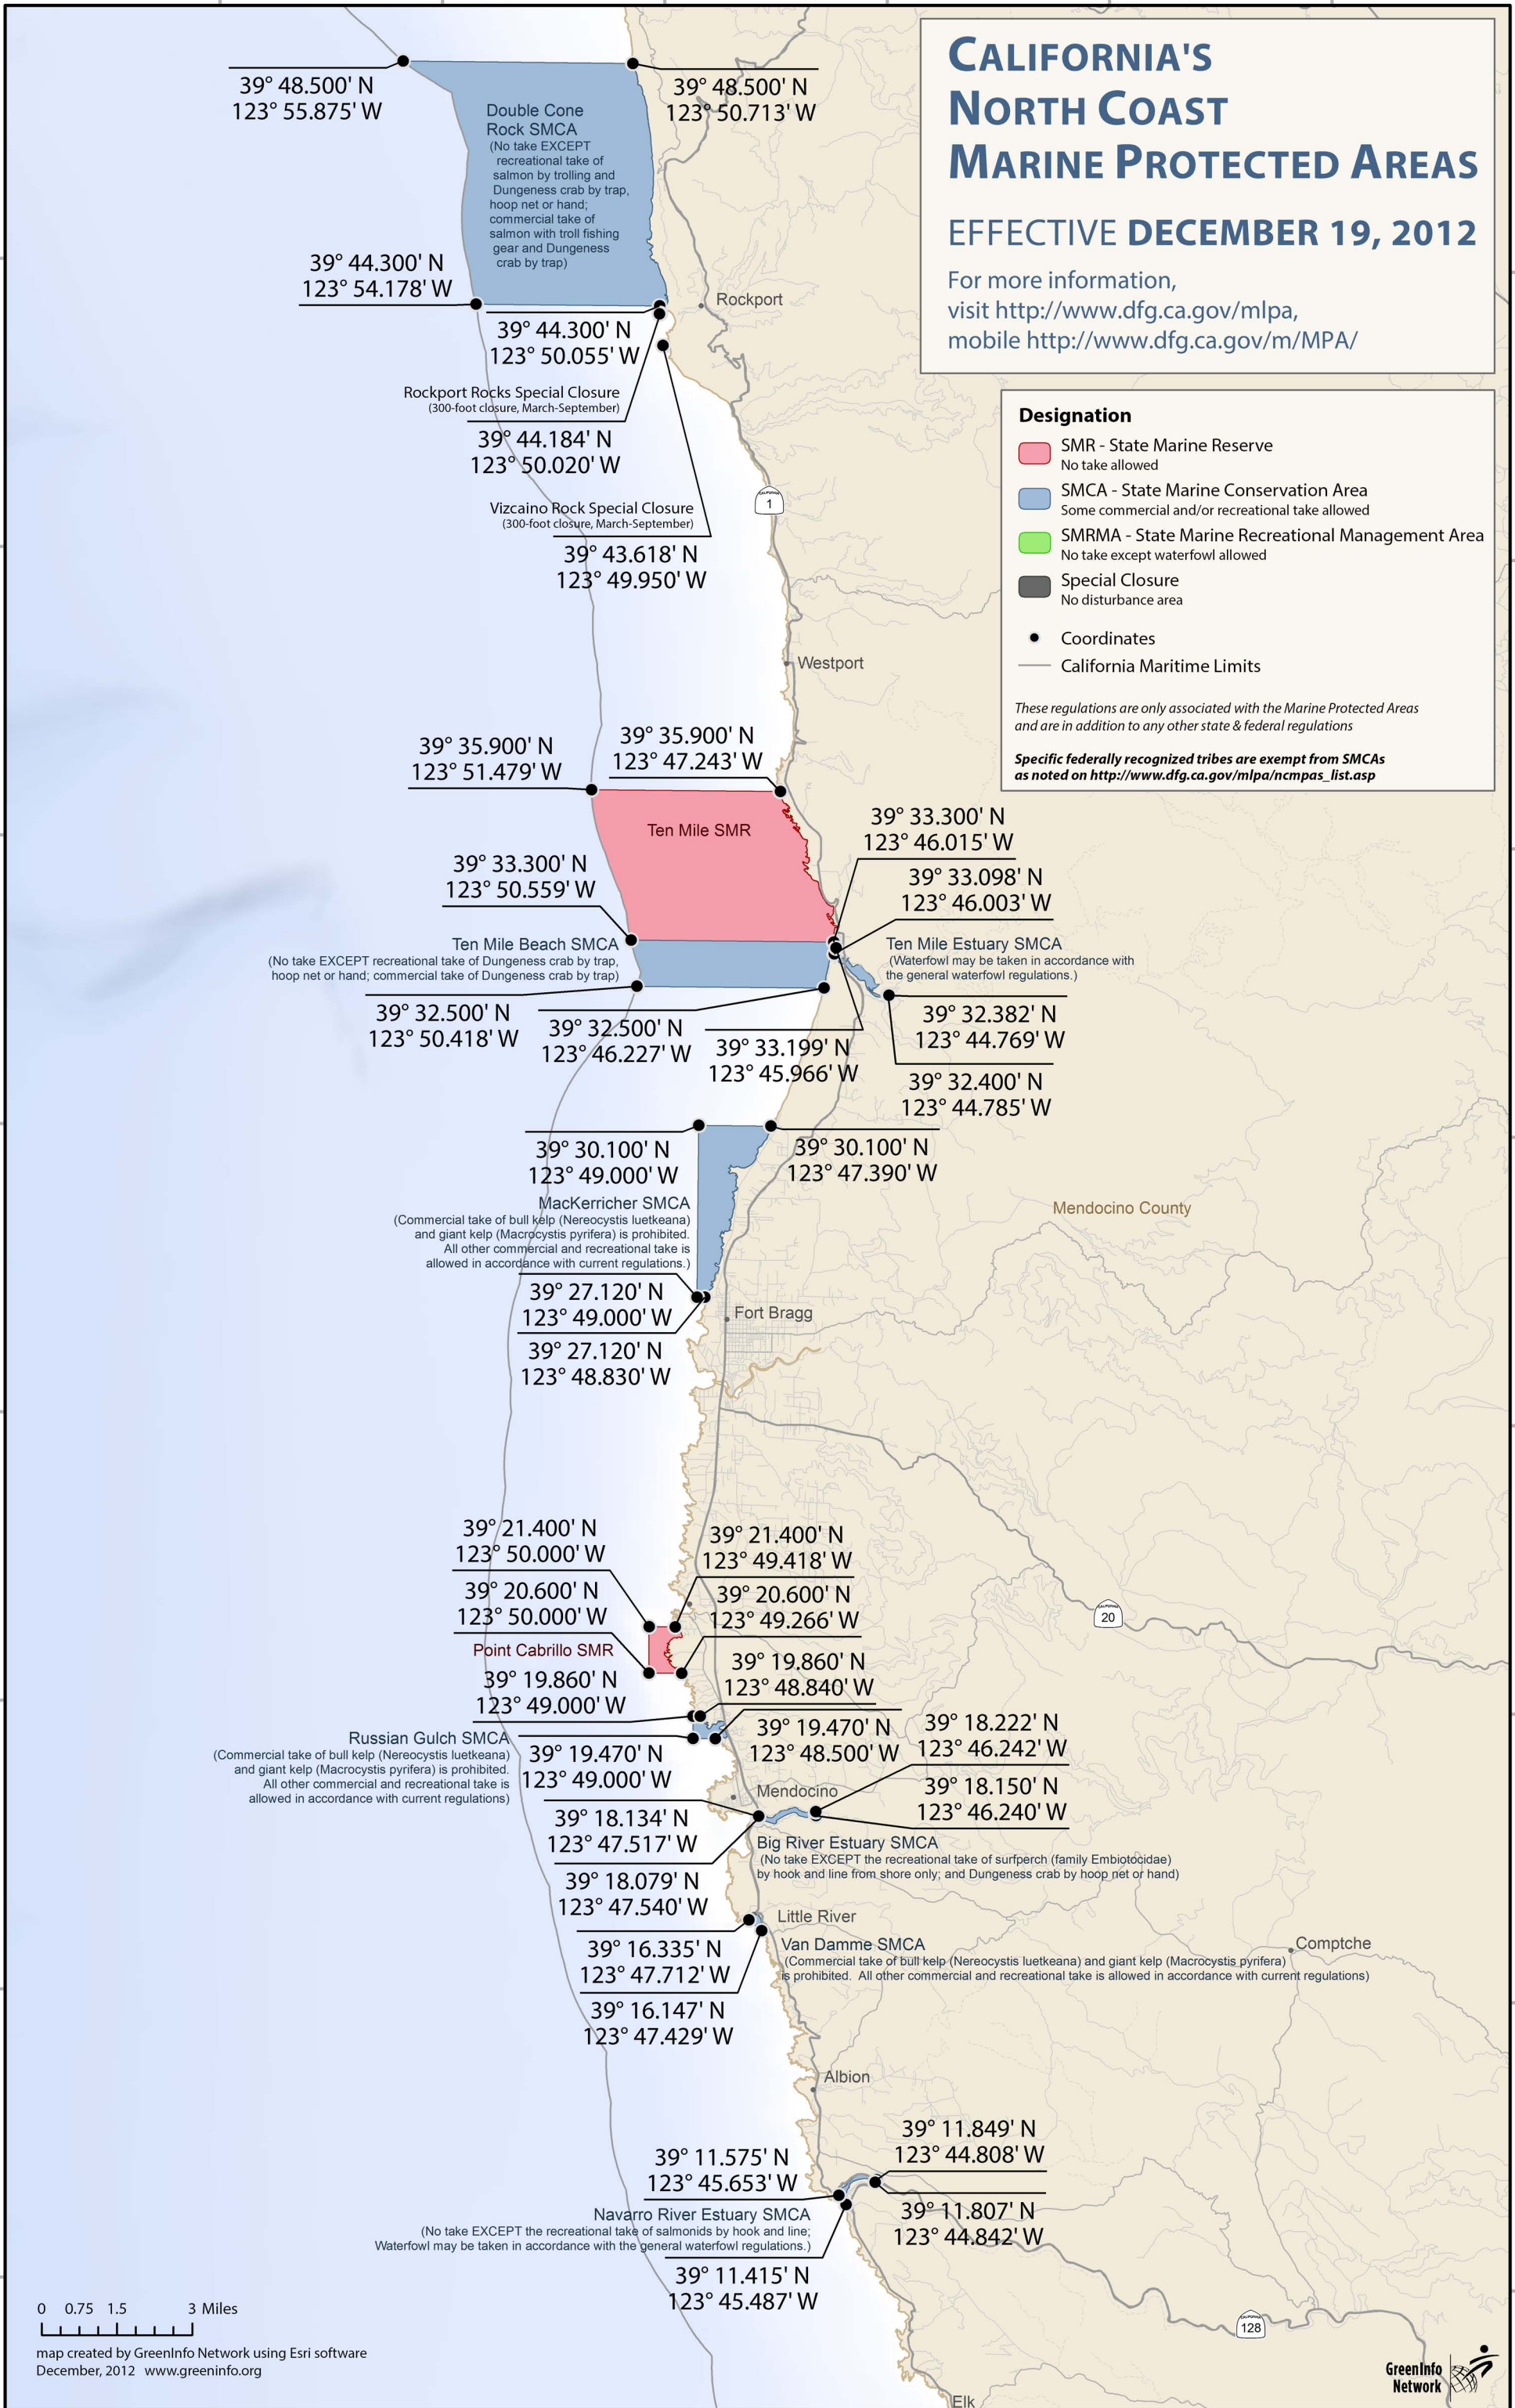 CALIFORNIA'S
NORTH COAST
MARINE PROTECTED AREAS
EFFECTIVE DECEMBER 19, 2012
For more information,
visit http://www.dfg.ca.gov/mlpa,
mobile http://www.dfg.ca.gov/m/MPA/
Designation
SMR - State Marine Reserve
No take allowed
SMCA - State Marine Conservation Area
Some commercial and/or recreational take allowed
SMRMA - State Marine Recreational Management Area
No take except waterfowl allowed
Special Closure
No disturbance area
Coordinates
California Maritime Limits
These regulations are only associated with the Marine Protected Areas
and are in addition to any other state & federal regulations
Specific federally recognized tribes are exempt from SMCAs
as noted on http://www.dfg.ca.gov/mlpa/ncmpas_list.asp
39° 48.500' N
123° 55.875' W
39° 48.500' N
123° 50.713' W
Double Cone
Rock SMCA
(No take EXCEPT
recreational take of
salmon by trolling and
Dungeness crab by trap,
hoop net or hand;
commercial take of
salmon with troll fishing
gear and Dungeness
crab by trap)
39° 44.300' N
123° 54.178' W
Rockport
39° 44.300' N
123° 50.055' W
Rockport Rocks Special Closure
(300-foot closure, March-September)
39° 44.184' N
123° 50.020' W
Vizcaino Rock Special Closure
(300-foot closure, March-September)
39° 43.618' N
123° 49.950' W
CALIFORNIA
1
Westport
39° 35.900' N
123° 51.479' W
39° 35.900' N
123° 47.243' W
Ten Mile SMR
39° 33.300' N
123° 46.015' W
39° 33.300' N
123° 50.559' W
39° 33.098' N
123° 46.003' W
Ten Mile Beach SMCA
(No take EXCEPT recreational take of Dungeness crab by trap,
hoop net or hand; commercial take of Dungeness crab by trap)
Ten Mile Estuary SMCA
(Waterfowl may be taken in accordance with
the general waterfowl regulations.)
39° 32.500' N
123° 50.418' W
39° 32.500' N
123° 46.227' W
39° 33.199' N
123° 45.966' W
39° 32.382' N
123° 44.769' W
39° 32.400' N
123° 44.785' W
39° 30.100' N
123° 49.000' W
39° 30.100' N
123° 47.390' W
MacKerricher SMCA
(Commercial take of bull kelp (Nereocystis luetkeana)
and giant kelp (Macrocystis pyrifera) is prohibited.
All other commercial and recreational take is
allowed in accordance with current regulations.)
Mendocino County
39° 27.120' N
123° 49.000' W
Fort Bragg
39° 27.120' N
123° 48.830' W
39° 21.400' N
123° 50.000' W
39° 21.400' N
123° 49.418' W
39° 20.600' N
123° 50.000' W
39° 20.600' N
123° 49.266' W
CALIFORNIA
20
Point Cabrillo SMR
39° 19.860' N
123° 49.000' W
39° 19.860' N
123° 48.840' W
Russian Gulch SMCA
(Commercial take of bull kelp (Nereocystis luetkeana)
and giant kelp (Macrocystis pyrifera) is prohibited.
All other commercial and recreational take is
allowed in accordance with current regulations)
39° 19.470' N
123° 49.000' W
39° 19.470' N
123° 48.500' W
39° 18.222' N
123° 46.242' W
Mendocino
39° 18.150' N
123° 46.240' W
39° 18.134' N
123° 47.517' W
Big River Estuary SMCA
(No take EXCEPT the recreational take of surfperch (family Embiotocidae)
by hook and line from shore only; and Dungeness crab by hoop net or hand)
39° 18.079' N
123° 47.540' W
Little River
39° 16.335' N
123° 47.712' W
Van Damme SMCA
(Commercial take of bull kelp (Nereocystis luetkeana) and giant kelp (Macrocystis pyrifera)
is prohibited. All other commercial and recreational take is allowed in accordance with current regulations)
Comptche
39° 16.147' N
123° 47.429' W
Albion
39° 11.849' N
123° 44.808' W
39° 11.575' N
123° 45.653' W
39° 11.807' N
123° 44.842' W
Navarro River Estuary SMCA
(No take EXCEPT the recreational take of salmonids by hook and line;
Waterfowl may be taken in accordance with the general waterfowl regulations.)
39° 11.415' N
123° 45.487' W
CALIFORNIA
128
Elk
0 0.75 1.5 3 Miles
map created by GreenInfo Network using Esri software
December, 2012 www.greeninfo.org
GreenInfo
Network